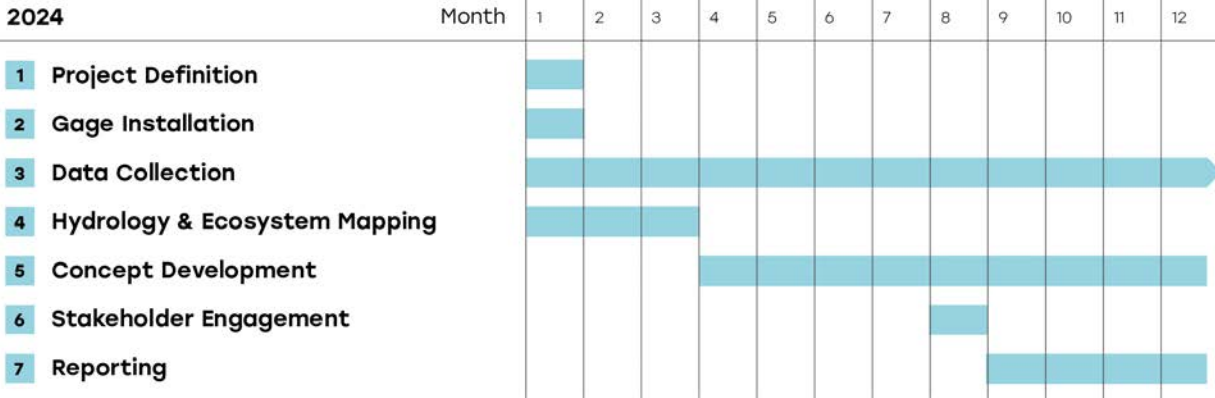 2024 Month 1 2 3 4 5 6 7 8 9 10 11 12
1 Project Definition
2 Gage Installation
3 Data Collection
4 Hydrology & Ecosystem Mapping
5 Concept Development
6 Stakeholder Engagement
7 Reporting